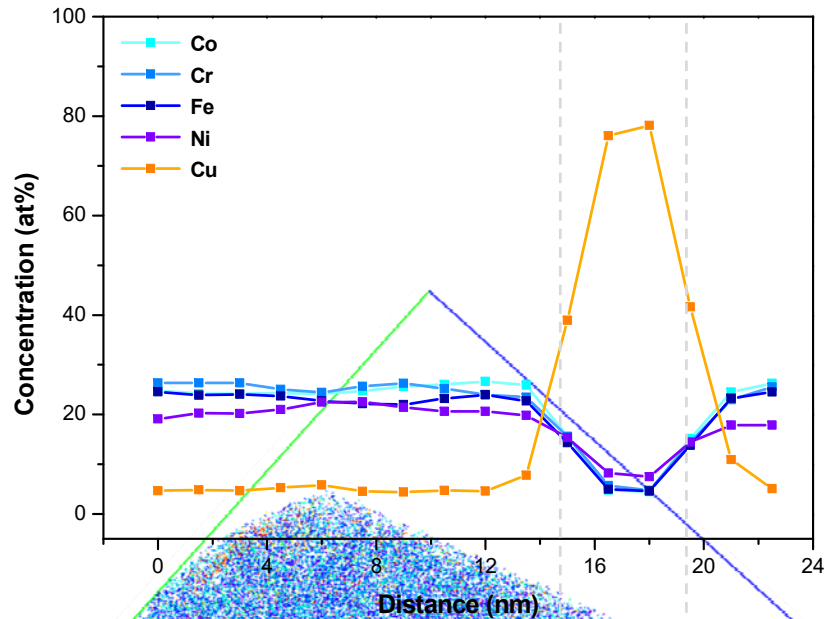 100
80
60
40
20
0
Concentration (at%)
Co
Cr
Fe
Ni
Cu
0 4 8 12 16 20 24
Distance (nm)